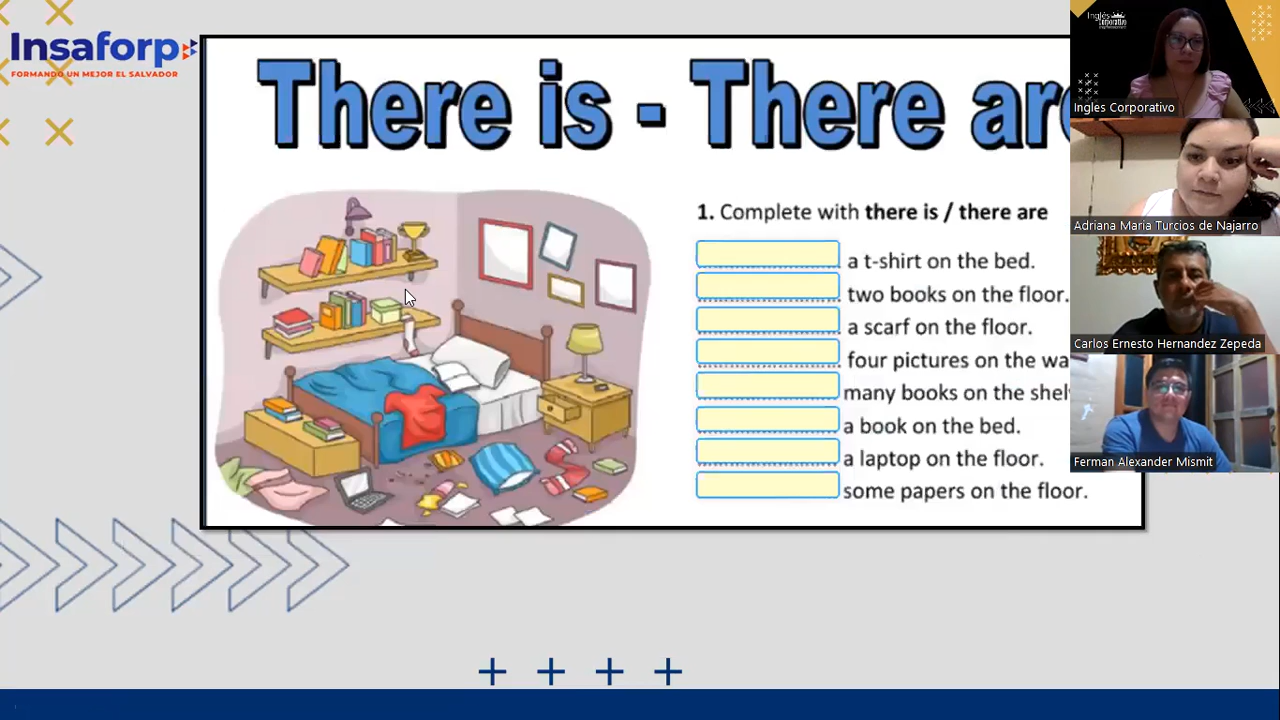 Insaforp
FORMANDO UN MEJOR EL SALVADOR
There is - There are
1. Complete with there is / there are
a t-shirt on the bed.
two books on the floor.
a scarf on the floor.
four pictures on the wa
many books on the shel
a book on the bed.
a laptop on the floor.
some papers on the floor.
Inglés
Corporativo
Ingles Corporativo
Adriana Maria Turcios de Najarro
Carlos Ernesto Hernandez Zepeda
Ferman Alexander Mismit